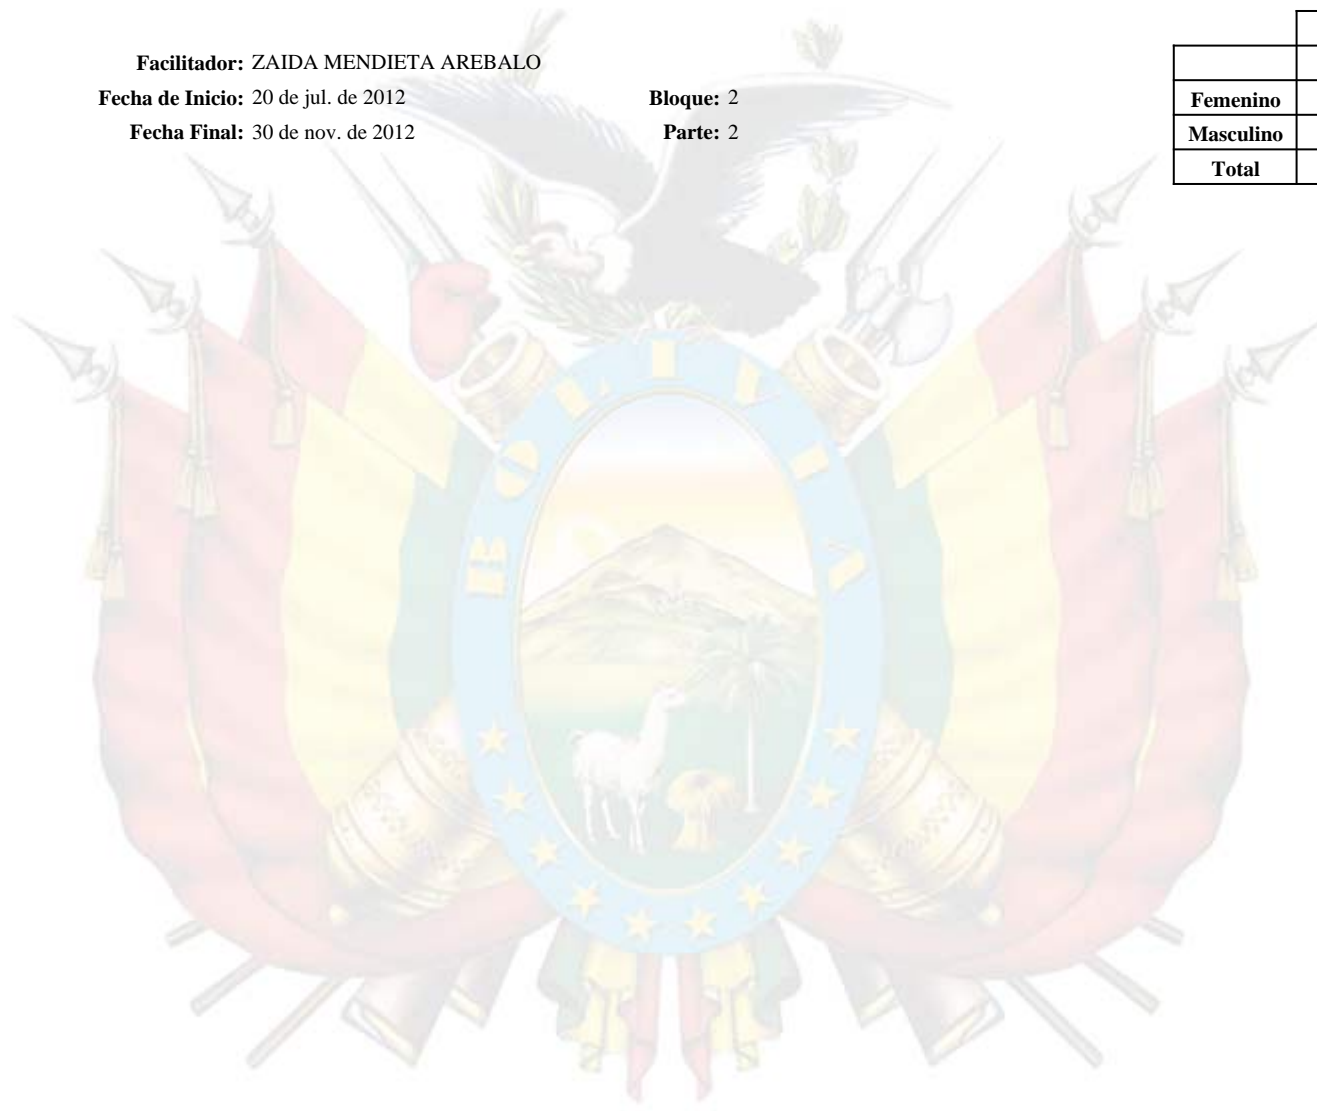 Facilitador: ZAIDA MENDIETA AREBALO
Fecha de Inicio: 20 de jul. de 2012 Bloque: 2
Fecha Final: 30 de nov. de 2012 Parte: 2
Femenino
Masculino
Total
BOLIVIA